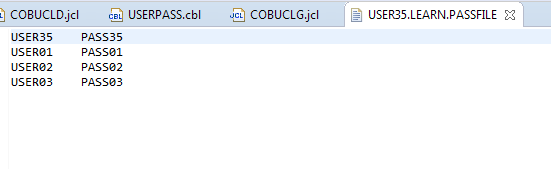 COBUCLD.jcl USERPASS.cbl COBUCLG.jcl USER35.LEARN.PASSFILE
USER35 PASS35
USER01 PASS01
USER02 PASS02
USER03 PASS03